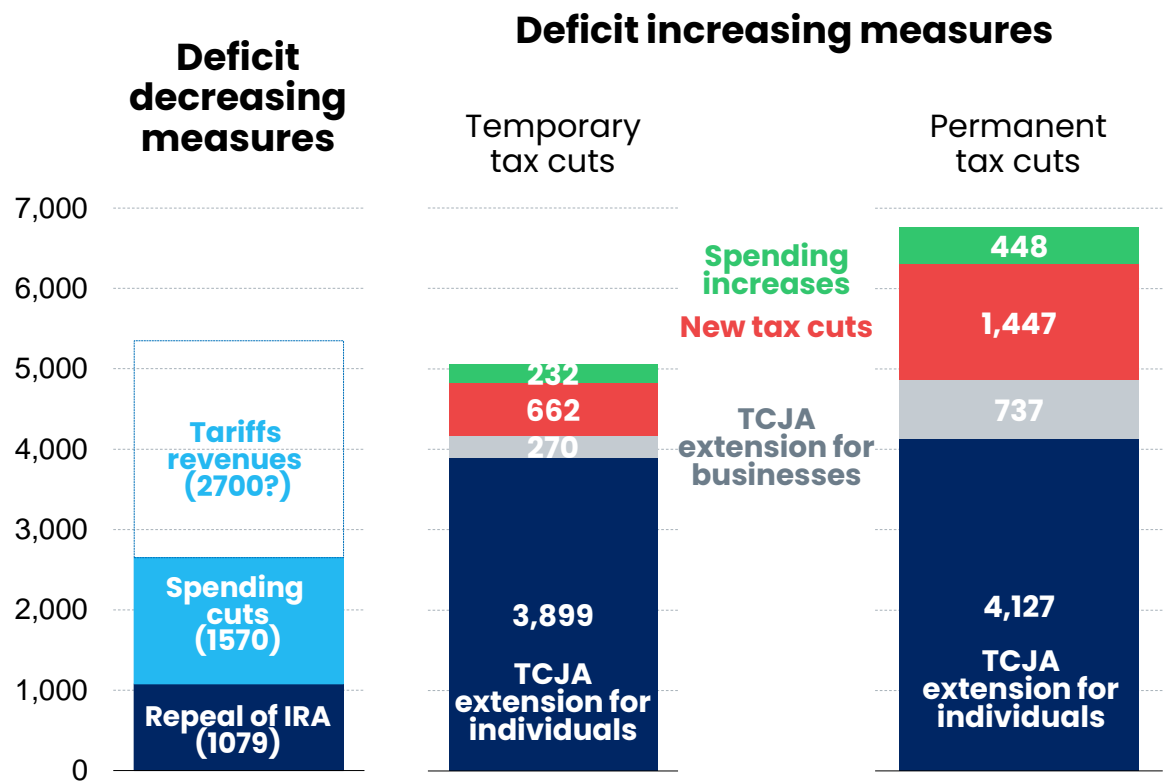 Deficit increasing measures
Deficit
decreasing
measures
Temporary
tax cuts
Permanent
tax cuts
7,000
6,000
5,000
4,000
3,000
2,000
1,000
0
Tariffs
revenues
(2700?)
Spending
cuts
(1570)
Repeal of IRA
(1079)
232
662
270
3,899
TCJA
extension for
individuals
Spending
increases
New tax cuts
TCJA
extension for
businesses
448
1,447
737
4,127
TCJA
extension for
individuals